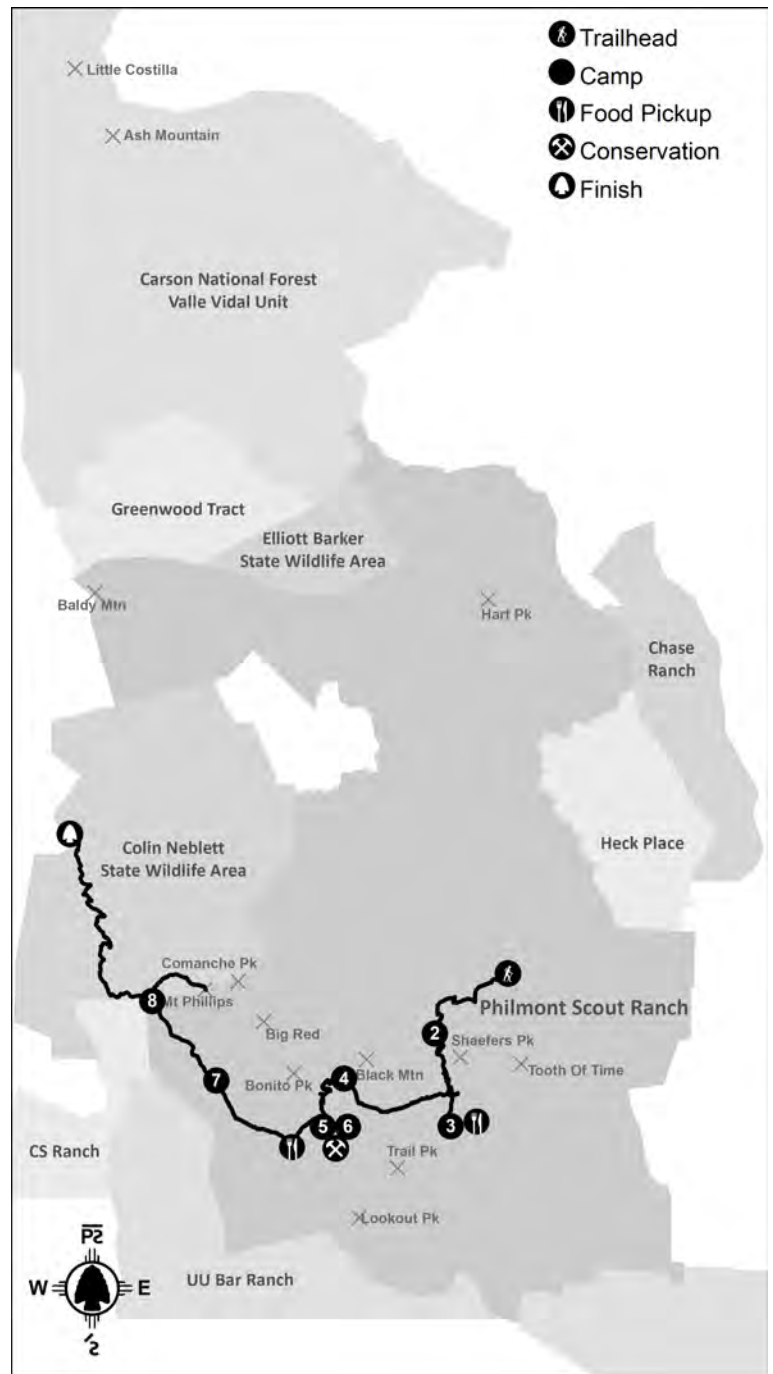 Trailhead
Camp
Food Pickup
Conservation
Finish
Little Costilla
Ash Mountain
Carson National Forest
Valle Vidal Unit
Greenwood Tract
Elliott Barker
State Wildlife Area
Baldy Mtn
Hart Pk
Chase
Ranch
Heck Place
Colin Neblett
State Wildlife Area
Comanche Pk
Mt Phillips
8
Big Red
Philmont Scout Ranch
2
Shaefers Pk
Tooth Of Time
Black Mtn
4
Bonito Pk
7
5
6
3
CS Ranch
Trail Pk
Lookout Pk
UU Bar Ranch
W
E